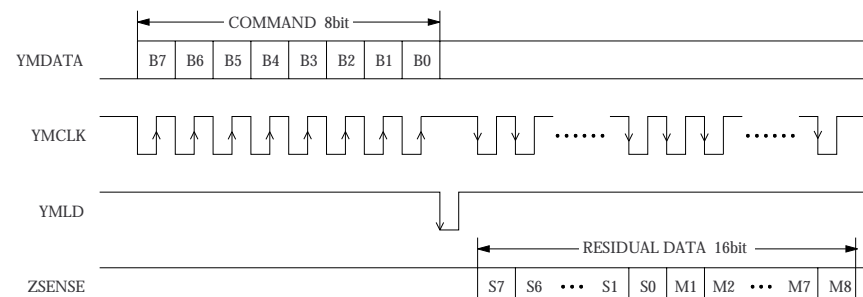 COMMAND 8bit
YMDATA B7 B6 B5 B4 B3 B2 B1 B0
YMCLK
YMLD
RESIDUAL DATA 16bit
ZSENSE S7 S6 ••• S1 S0 M1 M2 ••• M7 M8